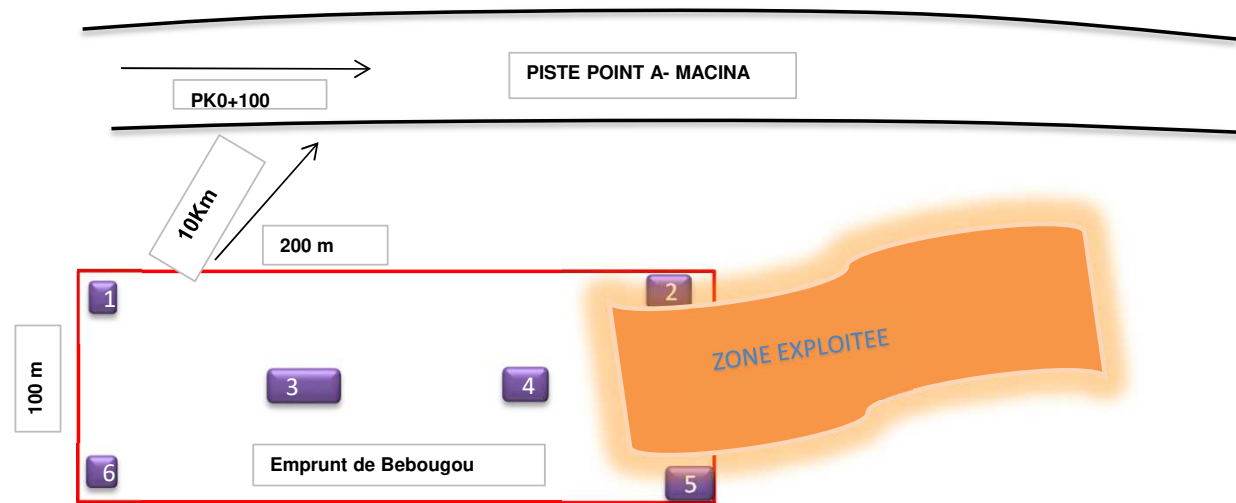 PISTE POINT A- MACINA
PK0+100
10Km
200 m
1
2
ZONE EXPLOITEE
3
4
100 m
Emprunt de Bebougou
6
5